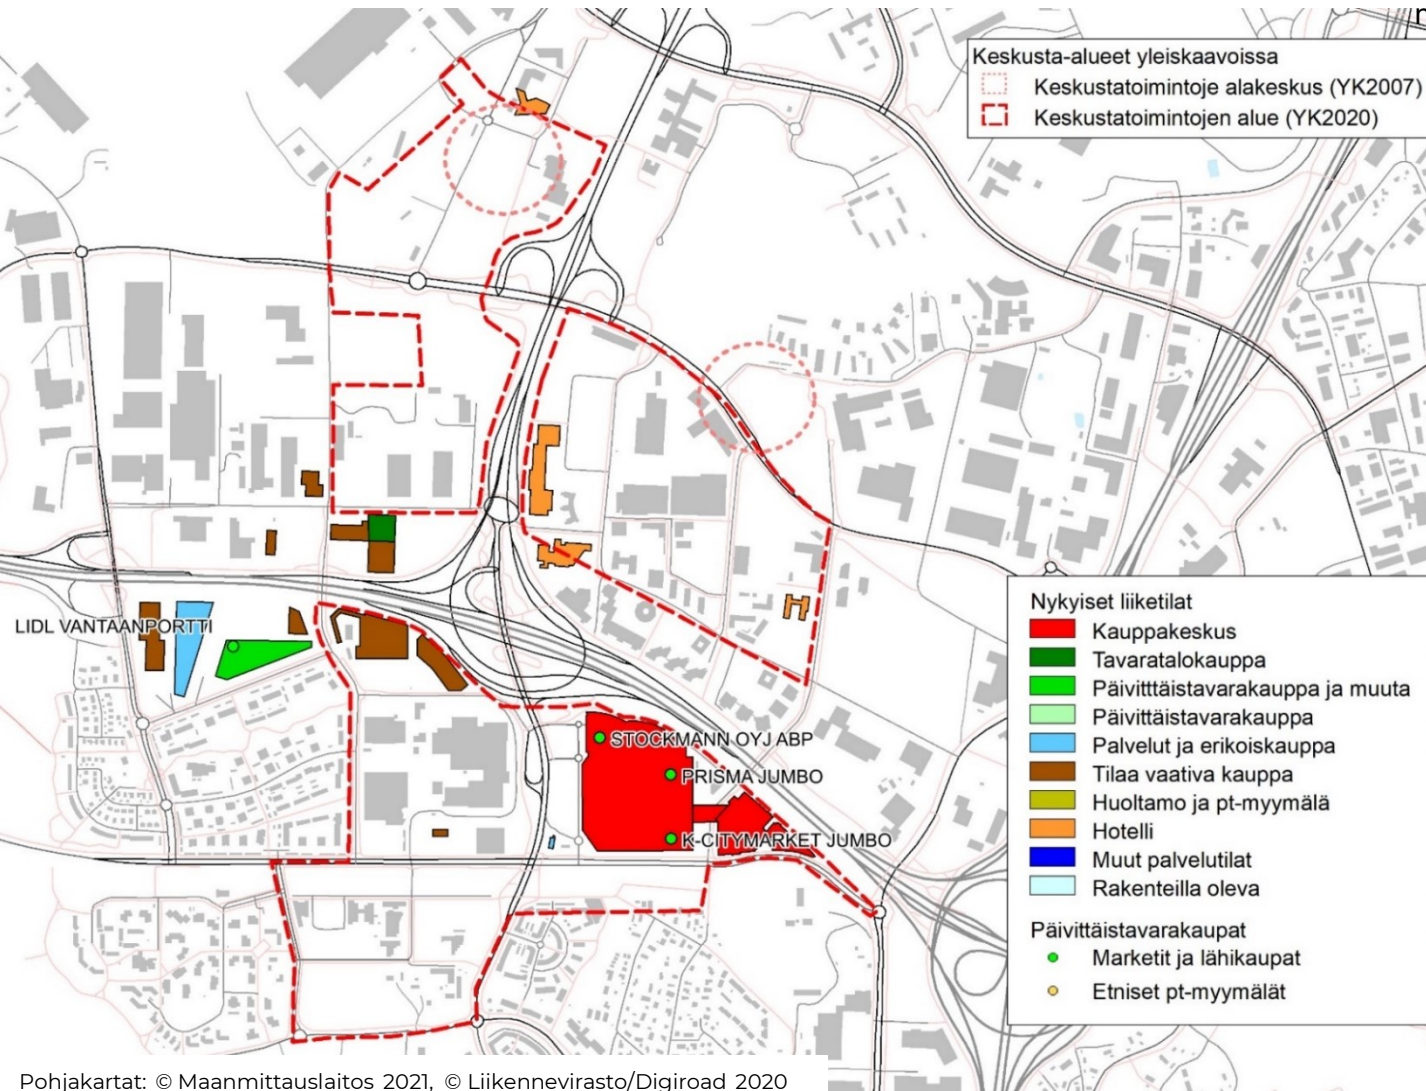 Keskusta-alueet yleiskaavoissa
Keskustatoimintoje alakeskus (YK2007)
Keskustatoimintojen alue (YK2020)
LIDL VANTAANPORTTI
STOCKMANN OYJ ABP
PRISMA JUMBO
K-CITYMARKET JUMBO
Nykyiset liiketilat
Kauppakeskus
Tavaratalokauppa
Päivitttäistavarakauppa ja muuta
Päivittäistavarakauppa
Palvelut ja erikoiskauppa
Tilaa vaativa kauppa
Huoltamo ja pt-myymälä
Hotelli
Muut palvelutilat
Rakenteilla oleva
Päivittäistavarakaupat
Marketit ja lähikaupat
Etniset pt-myymälät
Pohjakartat: © Maanmittauslaitos 2021, © Liikennevirasto/Digiroad 2020